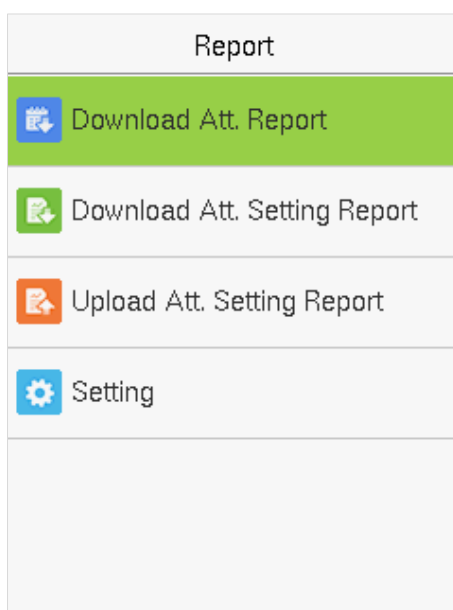 Report
Download Att. Report
Download Att. Setting Report
Upload Att. Setting Report
Setting